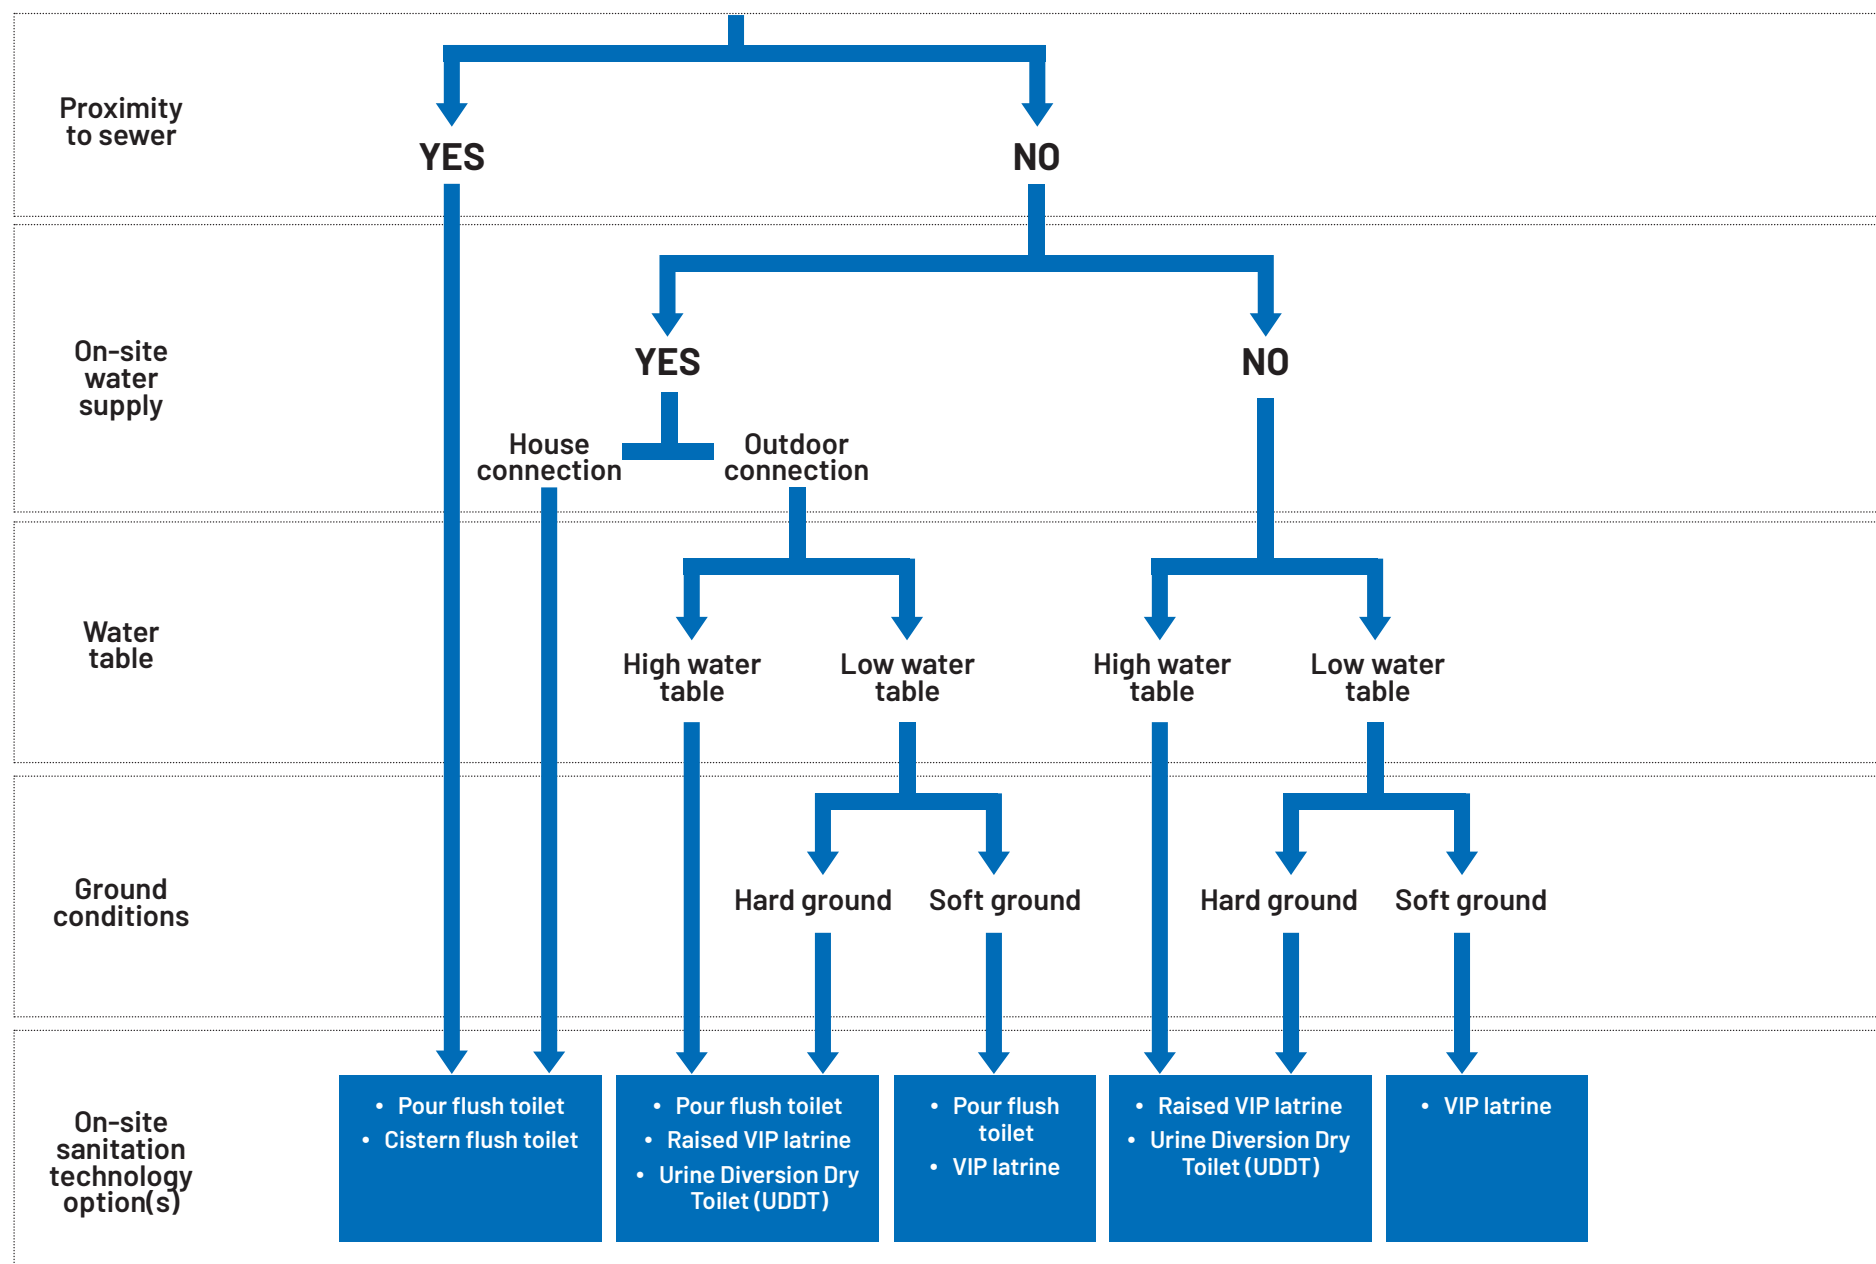 Proximity
to sewer
YES
NO
On-site
water
supply
YES
NO
House
connection
Outdoor
connection
Water
table
High water
table
Low water
table
High water
table
Low water
table
Ground
conditions
Hard ground
Soft ground
Hard ground
Soft ground
On-site
sanitation
technology
option(s)
• Pour flush toilet
• Cistern flush toilet
• Pour flush toilet
• Raised VIP latrine
• Urine Diversion Dry
Toilet (UDDT)
• Pour flush
toilet
• VIP latrine
• Raised VIP latrine
• Urine Diversion Dry
Toilet (UDDT)
• VIP latrine